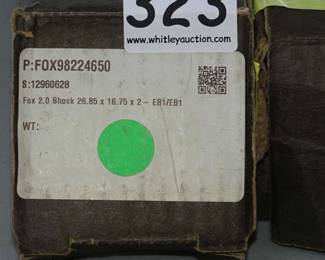 323
www.whitleyauction.com
P:FOX98224650
S:12960628
Fox 2.0 Shock 26.85 x 16.75 x 2- EB1/EB1
WT: